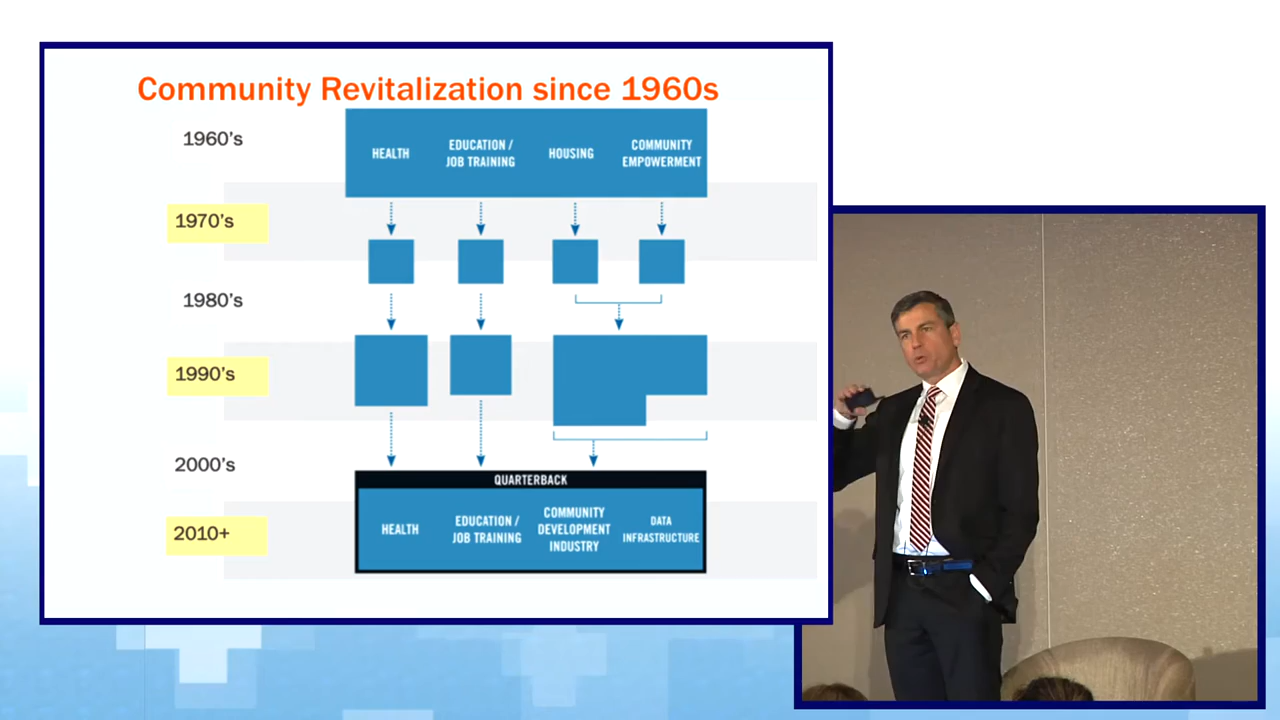 Community Revitalization since 1960s
1960's
HEALTH
EDUCATION /
JOB TRAINING
HOUSING
COMMUNITY
EMPOWERMENT
1970's
1980's
1990's
2000's
QUARTERBACK
2010+
HEALTH
EDUCATION /
JOB TRAINING
COMMUNITY
DEVELOPMENT
INDUSTRY
DATA
INFRASTRUCTURE